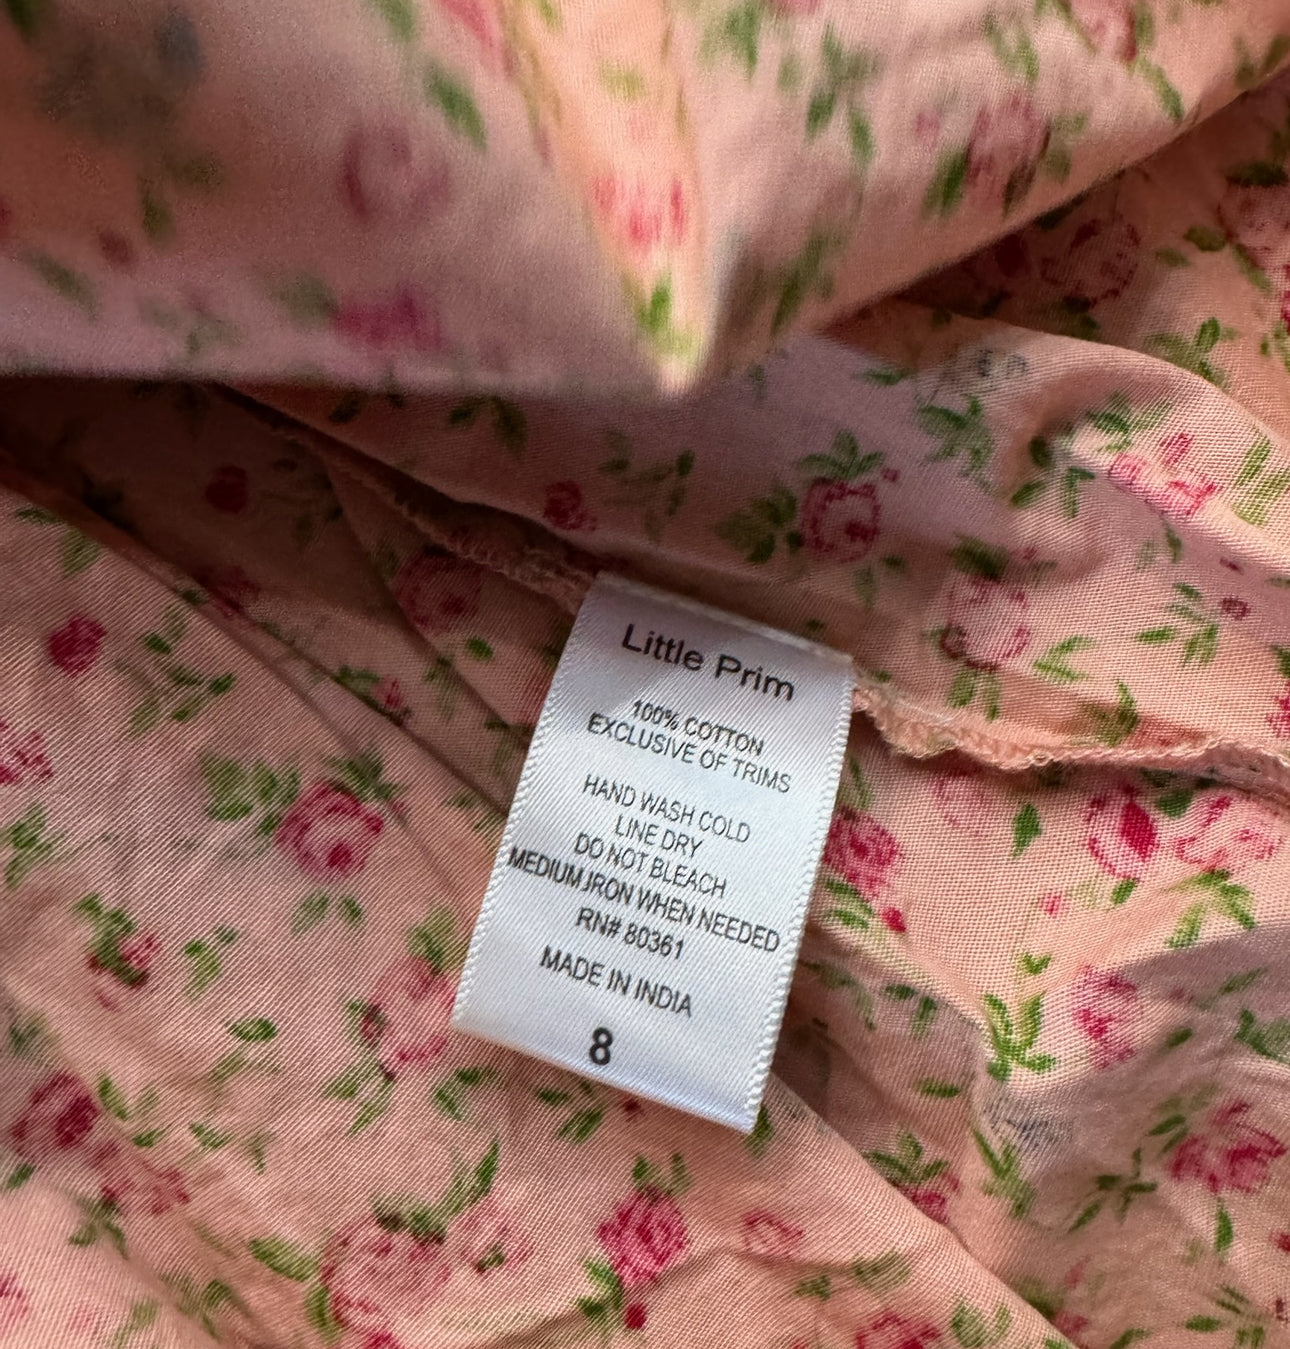 Little Prim
100% COTTON
EXCLUSIVE OF TRIMS
HAND WASH COLD
LINE DRY
DO NOT BLEACH
MEDIUM IRON WHEN NEEDED
RN# 80361
MADE IN INDIA
8